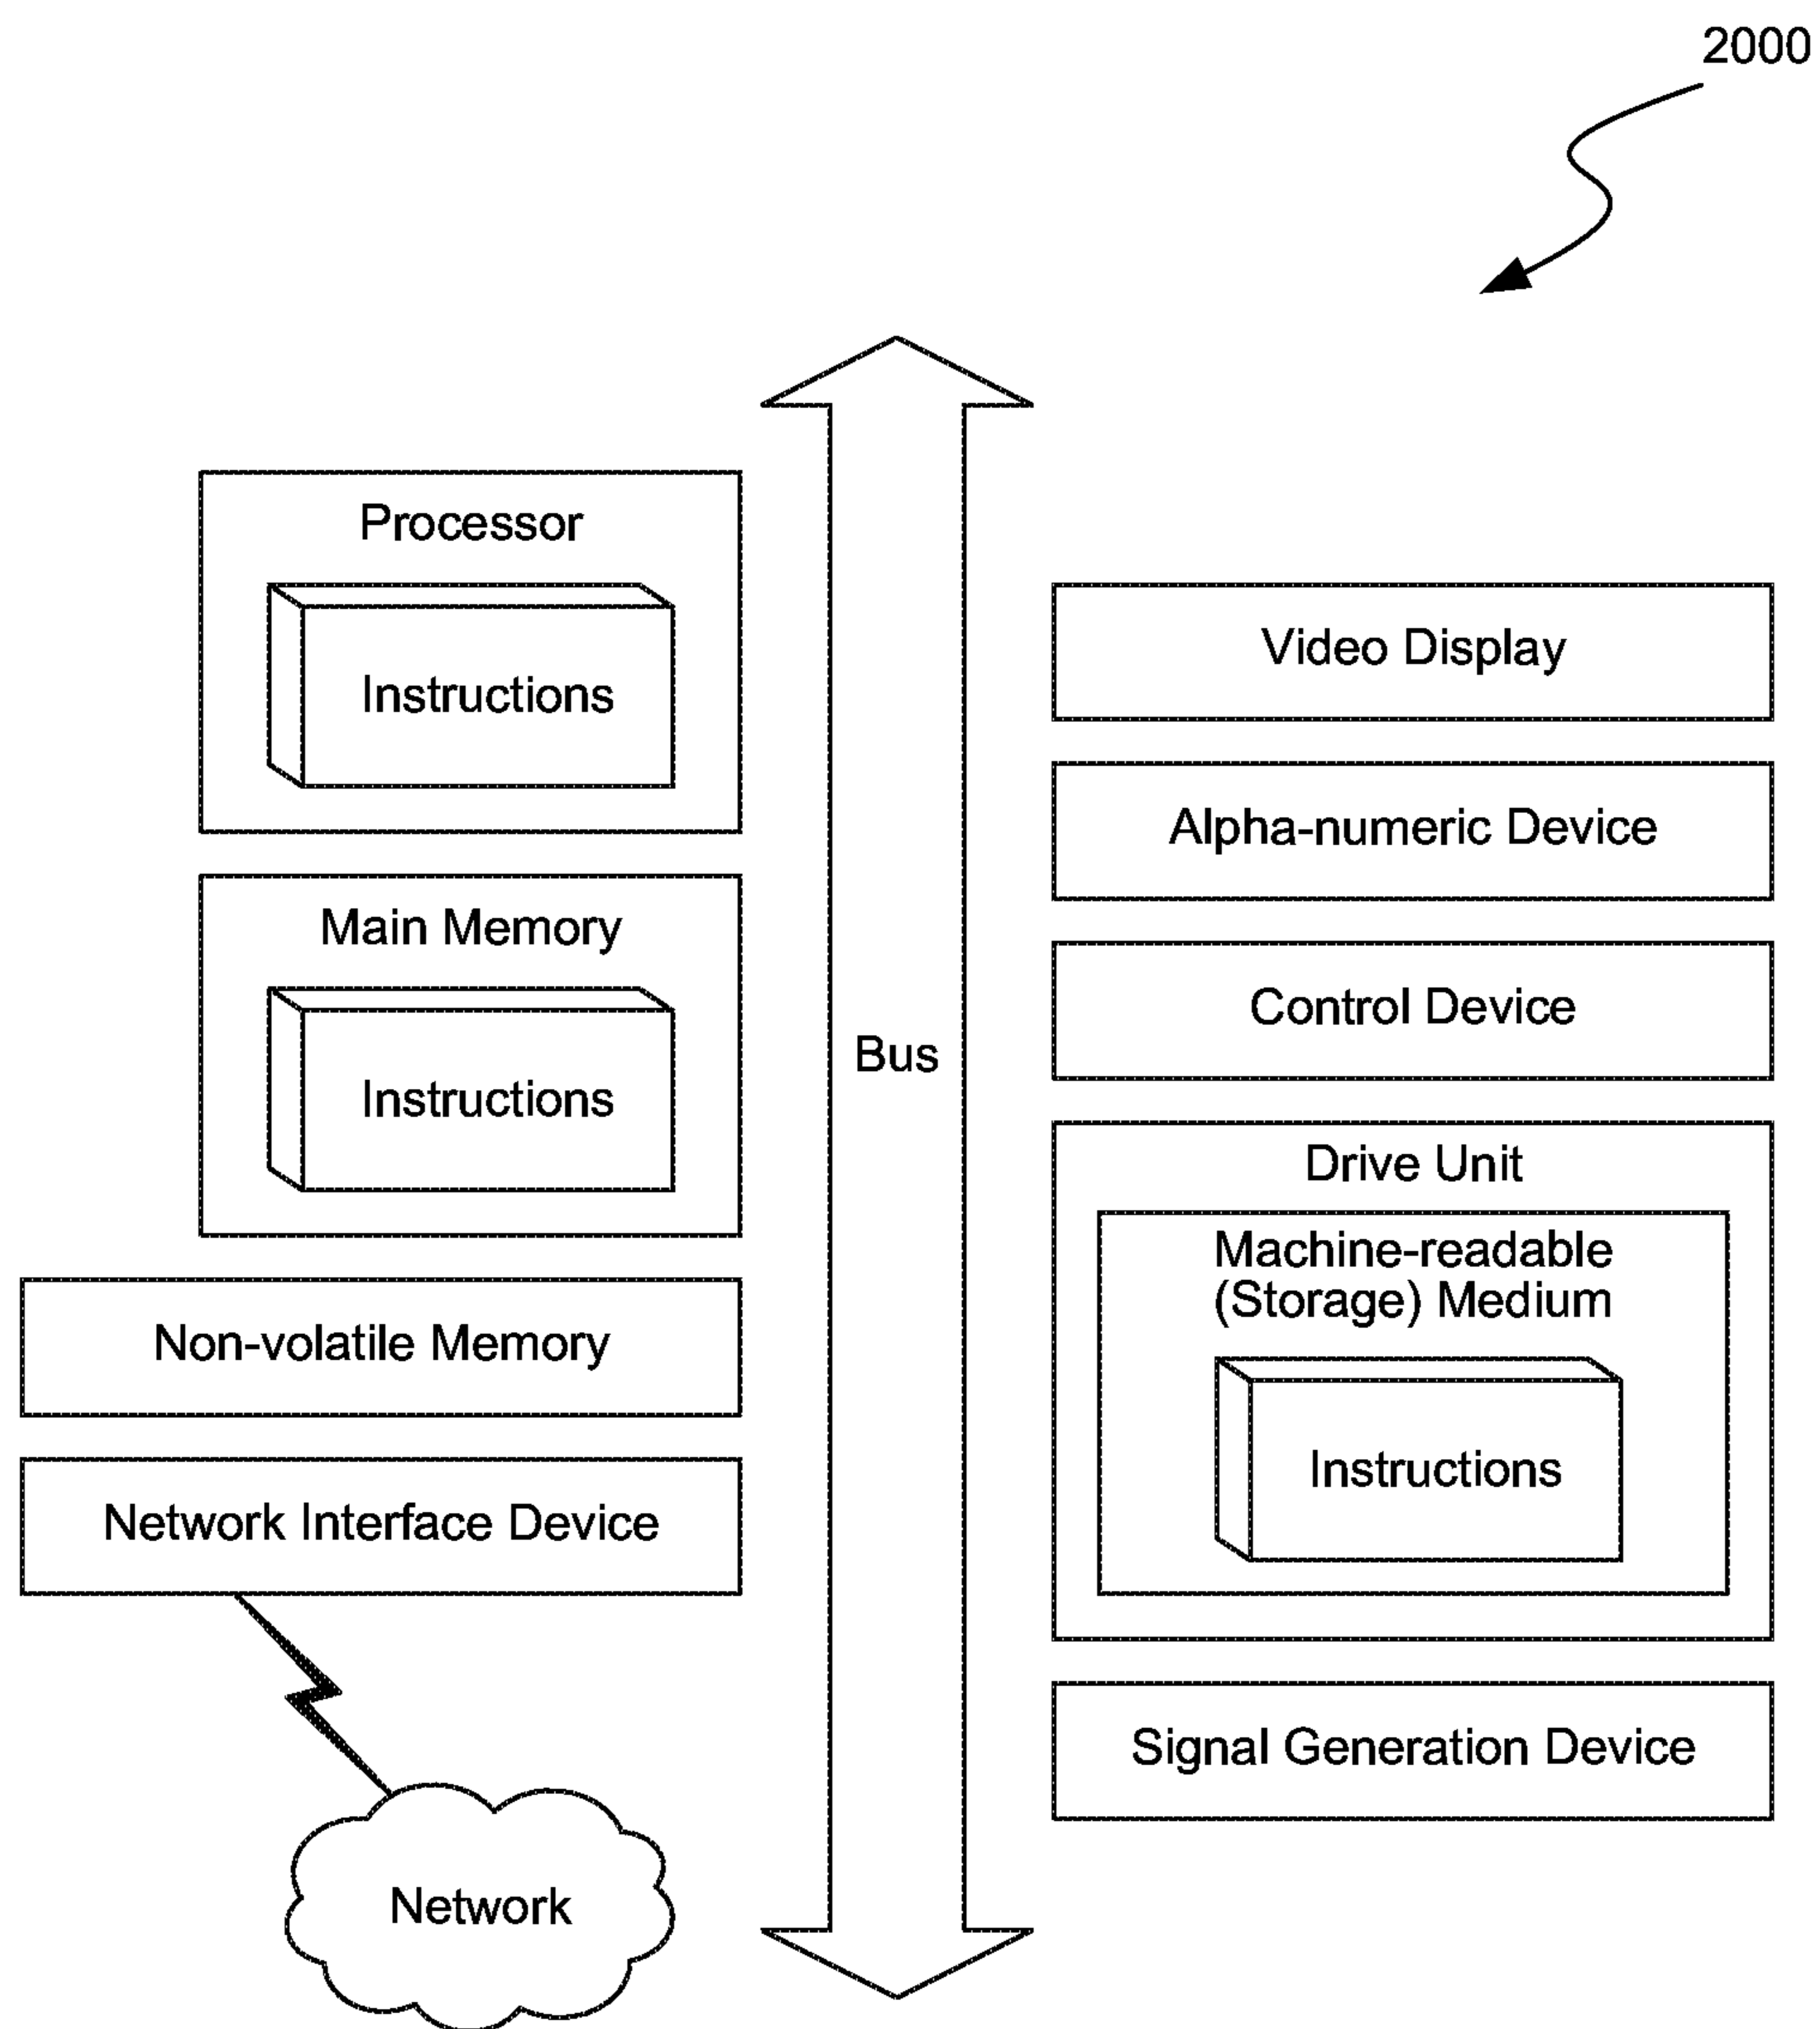 2000
Processor
Instructions
Main Memory
Instructions
Non-volatile Memory
Network Interface Device
Network
Bus
Video Display
Alpha-numeric Device
Control Device
Drive Unit
Machine-readable
(Storage) Medium
Instructions
Signal Generation Device